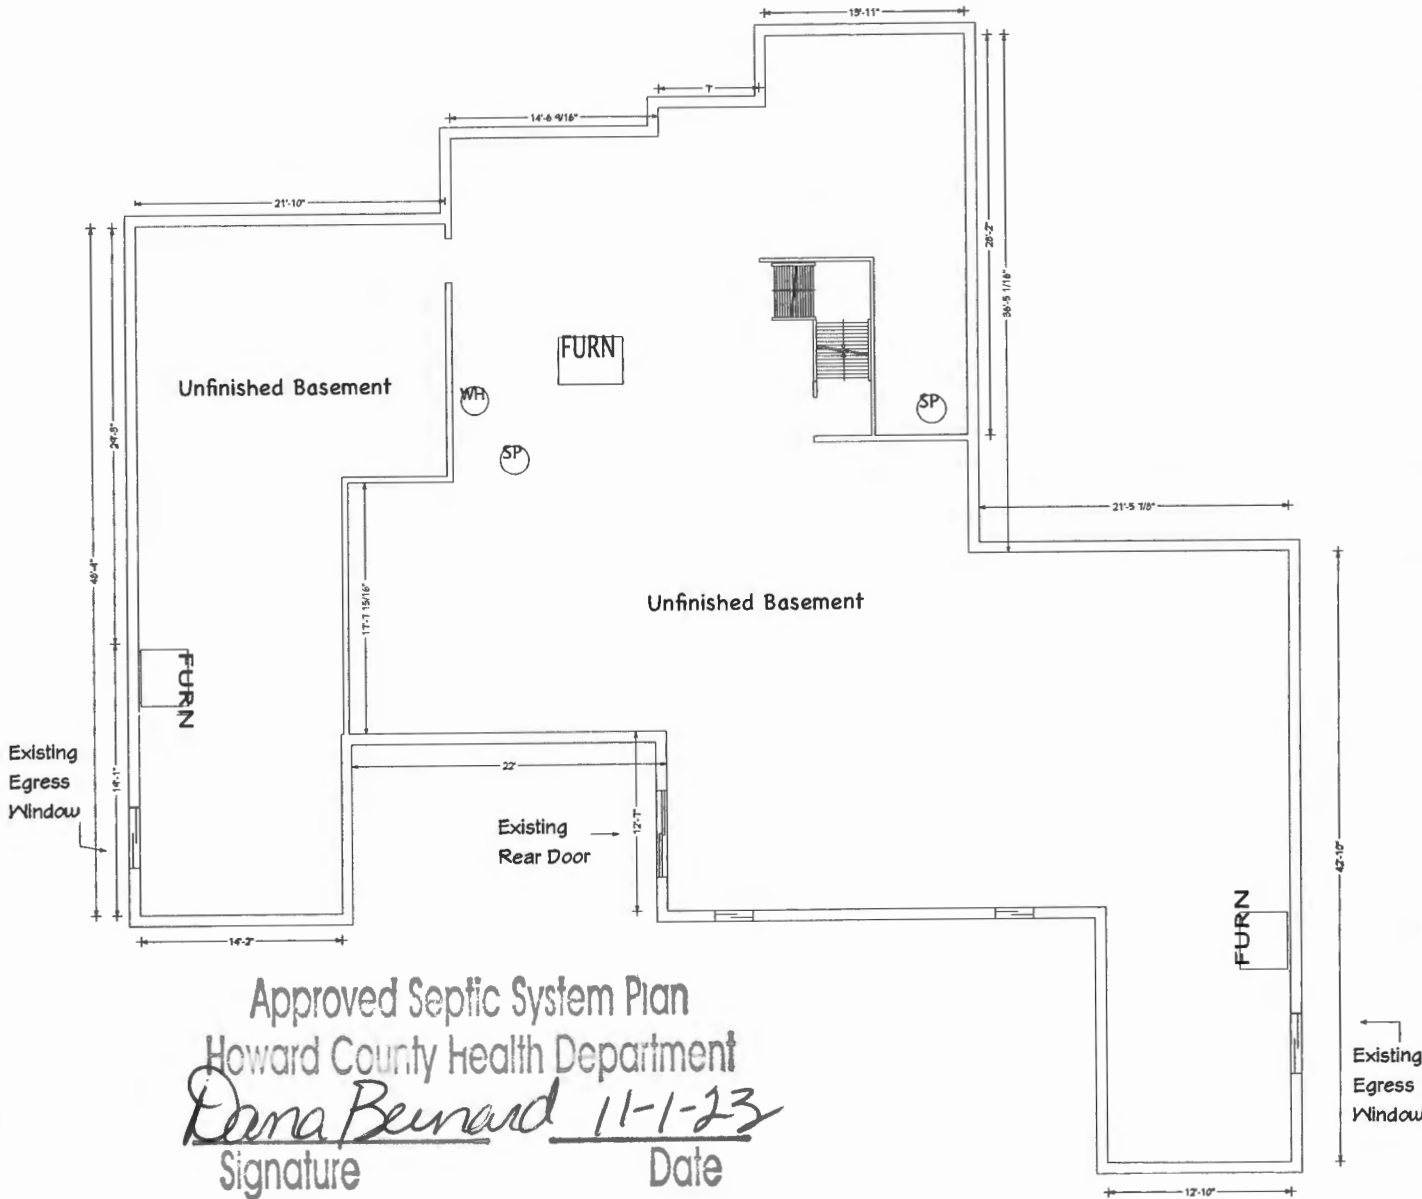 13'-11"
7'
14'-6 9/16"
21'-10"
28'-2"
36'-5 1/16"
FURN
Unfinished Basement
WH
SP
SP
29'-3"
48'-4"
21'-5 7/8"
17'-7 15/16"
Unfinished Basement
FURN
Existing
Egress
Window
19'-1"
22'
Existing
Rear Door
12'-7"
42'-10"
FURN
14'-2"
Existing
Egress
Window
12'-10"
Approved Septic System Plan
Howard County Health Department
Dana Bernard 11-1-23
Signature Date